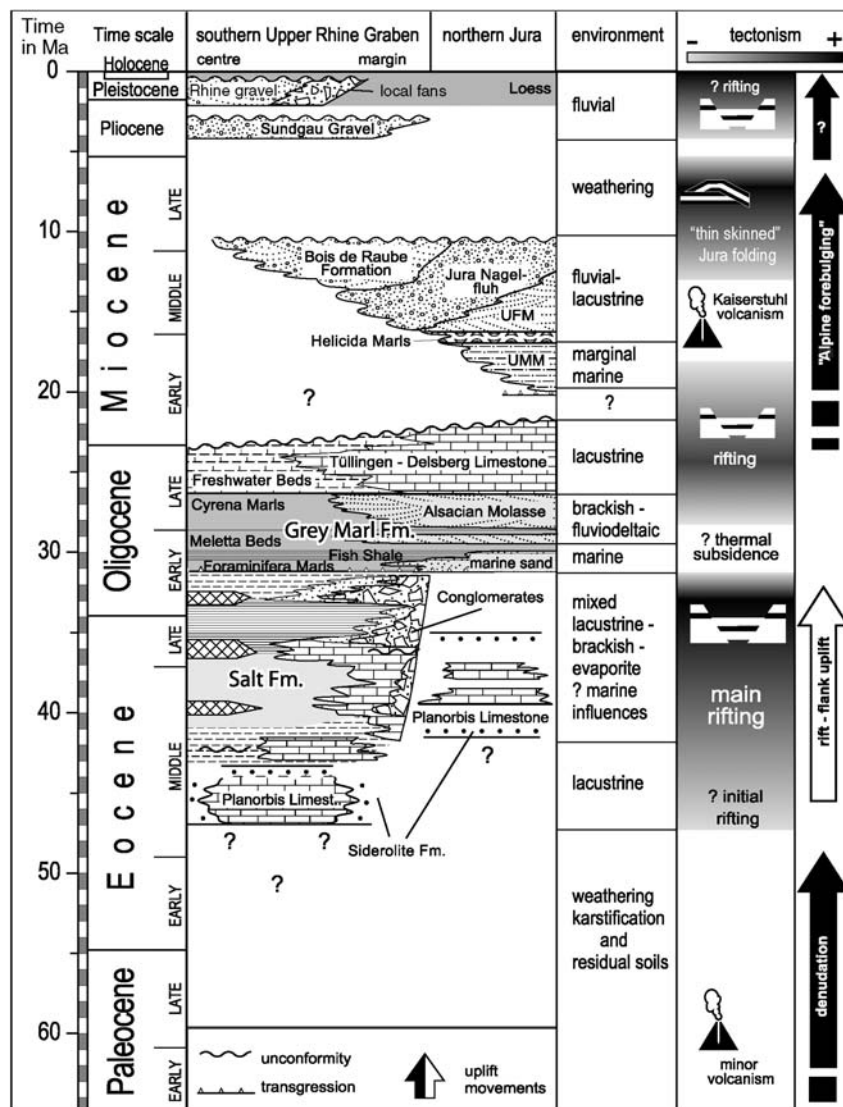 Time
in Ma
Time scale
southern Upper Rhine Graben
centre
margin
northern Jura
environment
- tectonism +
Holocene
0
10
20
30
40
50
60
Pleistocene
Pliocene
Miocene
LATE
MIDDLE
EARLY
Oligocene
LATE
EARLY
Eocene
LATE
MIDDLE
EARLY
Paleocene
LATE
EARLY
Rhine gravel
local fans
Loess
Sundgau Gravel
Bois de Raube
Formation
Jura Nagel-
fluh
UFM
Helicida Marls
UMM
?
Tüllingen - Delsberg Limestone
Freshwater Beds
Cyrena Marls
Alsacian Molasse
Grey Marl Fm.
Meletta Beds
Fish Shale
Foraminifera Marls
marine sand
Conglomerates
Salt Fm.
Planorbis Limestone
?
Planorbis Limest.
Siderolite Fm.
? ?
?
unconformity
transgression
uplift
movements
fluvial
weathering
fluvial-
lacustrine
marginal
marine
?
lacustrine
brackish -
fluviodeltaic
marine
mixed
lacustrine -
brackish -
evaporite
? marine
influences
lacustrine
weathering
karstification
and
residual soils
? rifting
"thin skinned"
Jura folding
Kaiserstuhl
volcanism
rifting
? thermal
subsidence
main
rifting
? initial
rifting
minor
volcanism
?
"Alpine forebulging"
rift - flank uplift
denudation